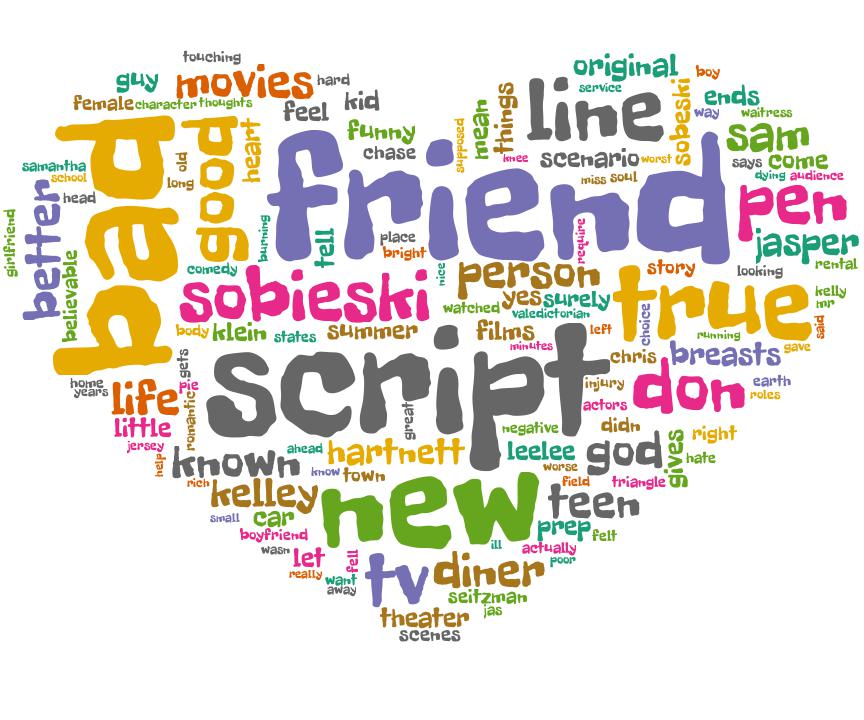 touching
guy
movies
hard
original
boy
female
character
thoughts
feel
kid
service
ends
line
things
sobeski
way
waitress
bad
good
heart
funny
chase
supposed
mean
knee
scenario
worst
sam
says
come
samantha
school
old
long
friend
miss
soul
dying
audience
head
better
pen
girlfriend
believable
burning
tell
place
bright
require
jasper
rental
comedy
nice
person
story
looking
sobieski
watched
yes
surely
valedictorian
true
kelly
mr
said
body
klein
states
summer
films
minutes
left
choice
running
gave
chris
breasts
script
gets
home
years
life
pie
romantic
great
injury
actors
don
earth
roles
little
jersey
help
known
negative
didn
right
ahead
hartnett
leelee
god
gives
hate
rich
know
town
worse
field
triangle
kelley
new
teen
small
car
boyfriend
prep
felt
wasn
let
fell
ill
actually
poor
really
want
away
tv
diner
seitzman
jas
theater
scenes